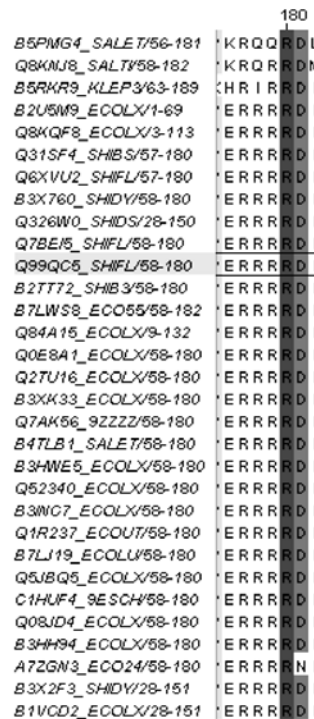 180
B5PMG4_SALET/56-181 KRQQRDL
Q8KNJ8_SALTI/58-182 KRQRRDN
B5RKR9_KLEP3/63-189 HRIRRD
B2U5M9_ECOLX/1-69 ERRRRD
Q8KQF8_ECOLX/3-113 ERRRRD
Q31SF4_SHIBS/57-180 ERRRRD
Q6XVU2_SHIFL/57-180 ERRRRD
B3X760_SHIDY/58-180 ERRRRD
Q326W0_SHIDS/28-150 ERRRRD
Q7BEJ5_SHIFL/58-180 ERRRRD
Q99QC5_SHIFL/58-180 ERRRRD
B2TT72_SHIB3/58-180 ERRRRD
B7LWS8_ECO55/58-182 ERRRRD
Q84A15_ECOLX/9-132 ERRRRD
Q0E8A1_ECOLX/58-180 ERRRRD
Q2TU16_ECOLX/58-180 ERRRRD
B3XK33_ECOLX/58-180 ERRRRD
Q7AK56_9ZZZZ/58-180 ERRRRD
B4TLB1_SALET/58-180 ERRRRD
B3HWE5_ECOLX/58-180 ERRRRD
Q52340_ECOLX/58-180 ERRRRD
B3INC7_ECOLX/58-180 ERRRRD
Q1R237_ECOUT/58-180 ERRRRD
B7LJ19_ECOLU/58-180 ERRRRD
Q5JBQ5_ECOLX/58-180 ERRRRD
C1HUF4_9ESCH/58-180 ERRRRD
Q08JD4_ECOLX/58-180 ERRRRD
B3HH94_ECOLX/58-180 ERRRRD
A7ZGN3_ECO24/58-180 ERRRRN
B3X2F3_SHIDY/28-151 ERRRRD
B1VCD2_ECOLX/28-151 ERRRRD